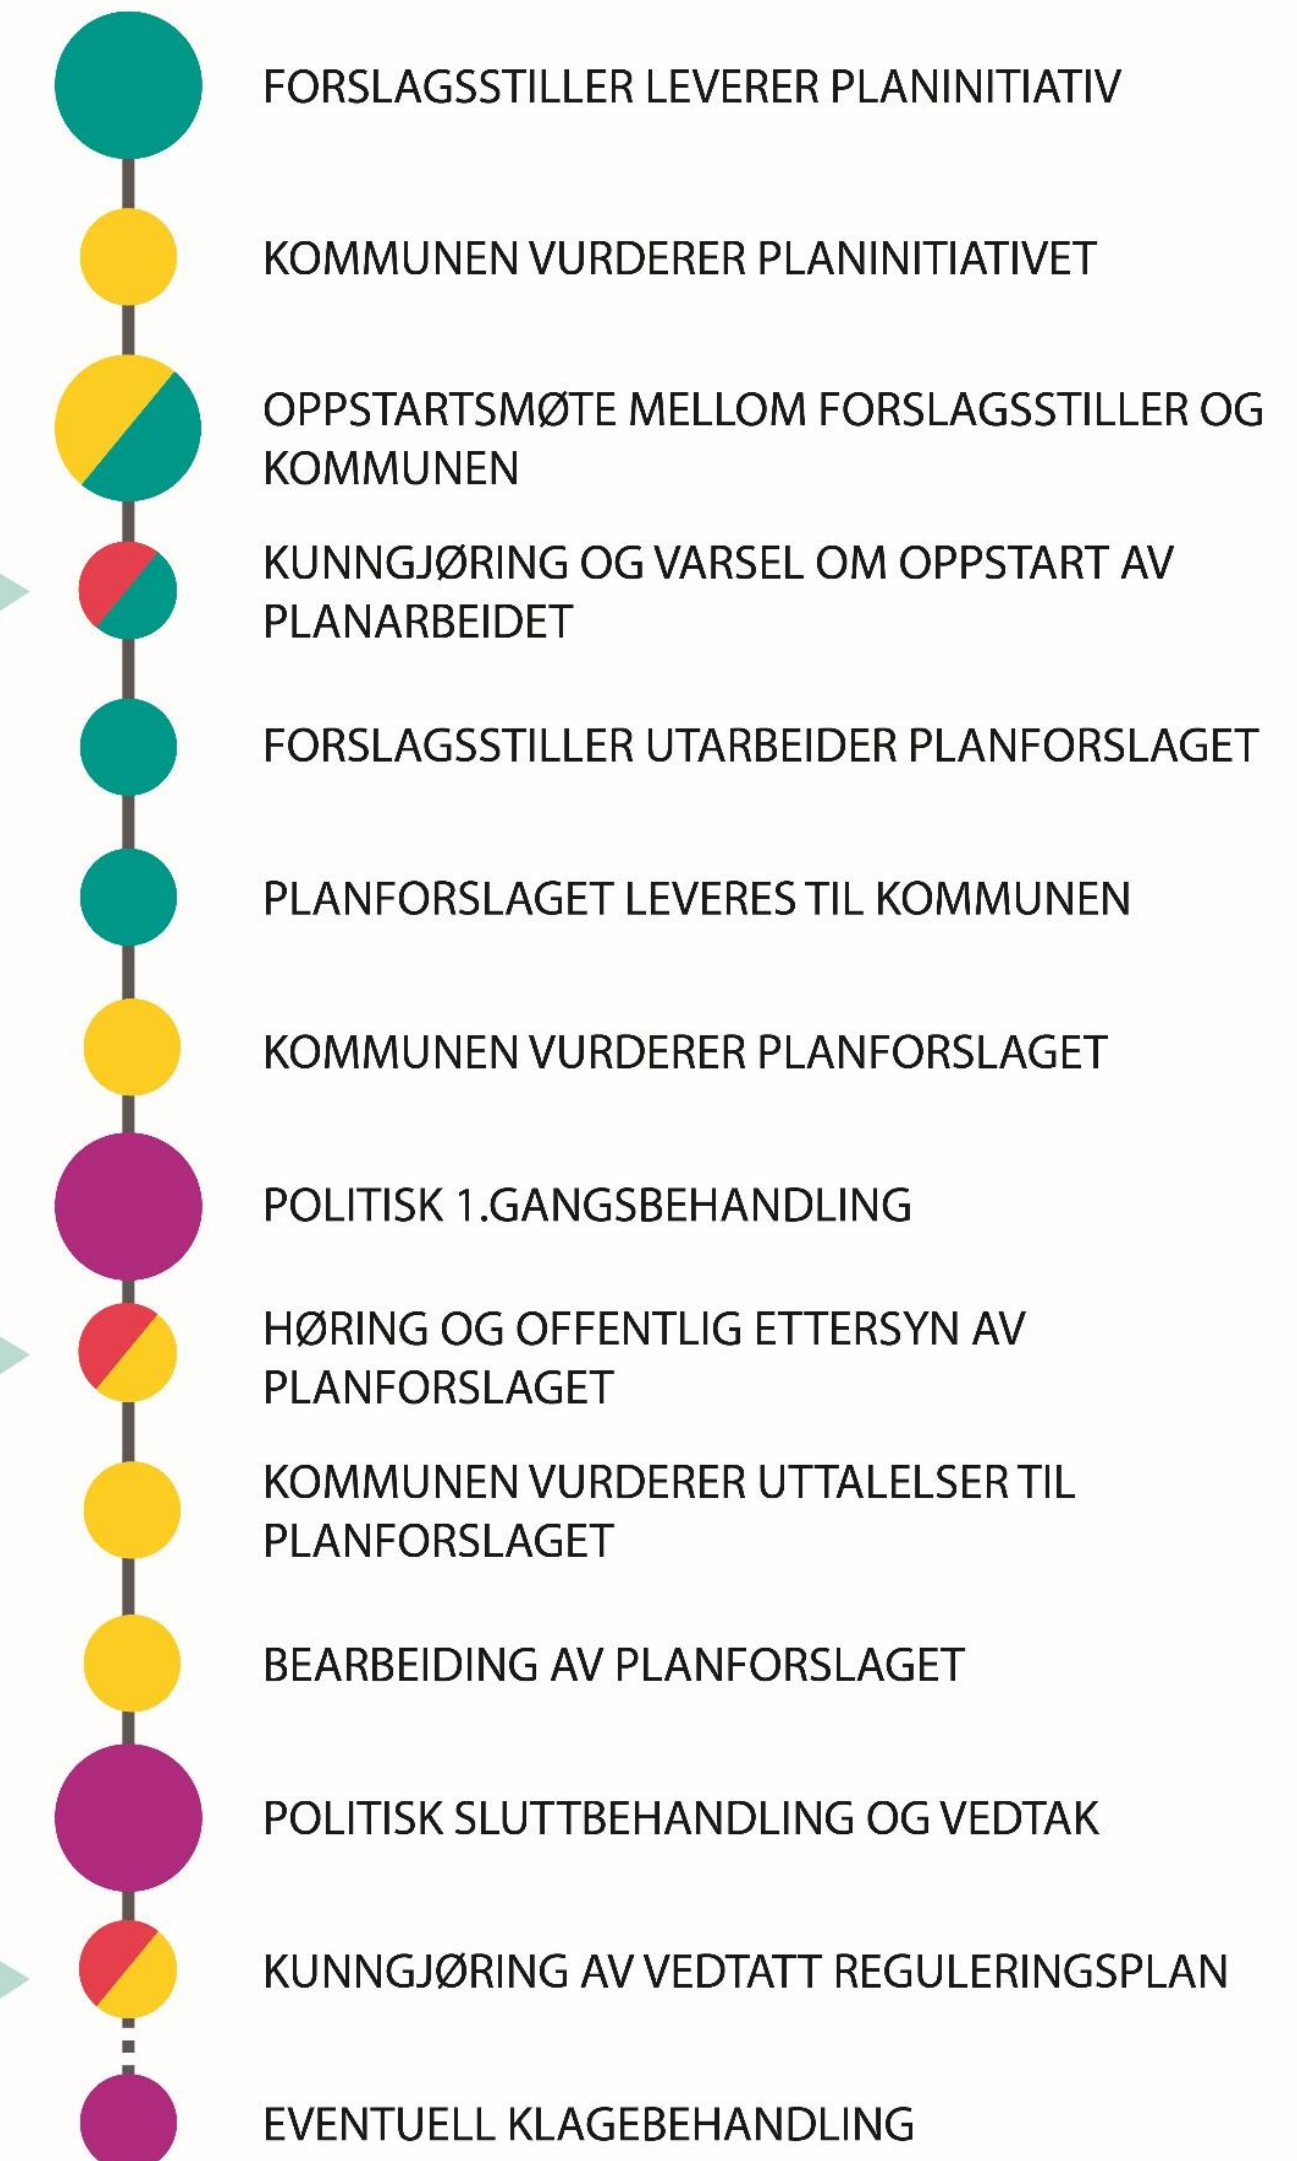 FORSLAGSSTILLER LEVERER PLANINITIATIV
KOMMUNEN VURDERER PLANINITIATIVET
OPPSTARTSMØTE MELLOM FORSLAGSSTILLER OG
KOMMUNEN
KUNNGJØRING OG VARSEL OM OPPSTART AV
PLANARBEIDET
FORSLAGSSTILLER UTARBEIDER PLANFORSLAGET
PLANFORSLAGET LEVERES TIL KOMMUNEN
KOMMUNEN VURDERER PLANFORSLAGET
POLITISK 1.GANGSBEHANDLING
HØRING OG OFFENTLIG ETTERSYN AV
PLANFORSLAGET
KOMMUNEN VURDERER UTTALELSER TIL
PLANFORSLAGET
BEARBEIDING AV PLANFORSLAGET
POLITISK SLUTTBEHANDLING OG VEDTAK
KUNNGJØRING AV VEDTATT REGULERINGSPLAN
EVENTUELL KLAGEBEHANDLING